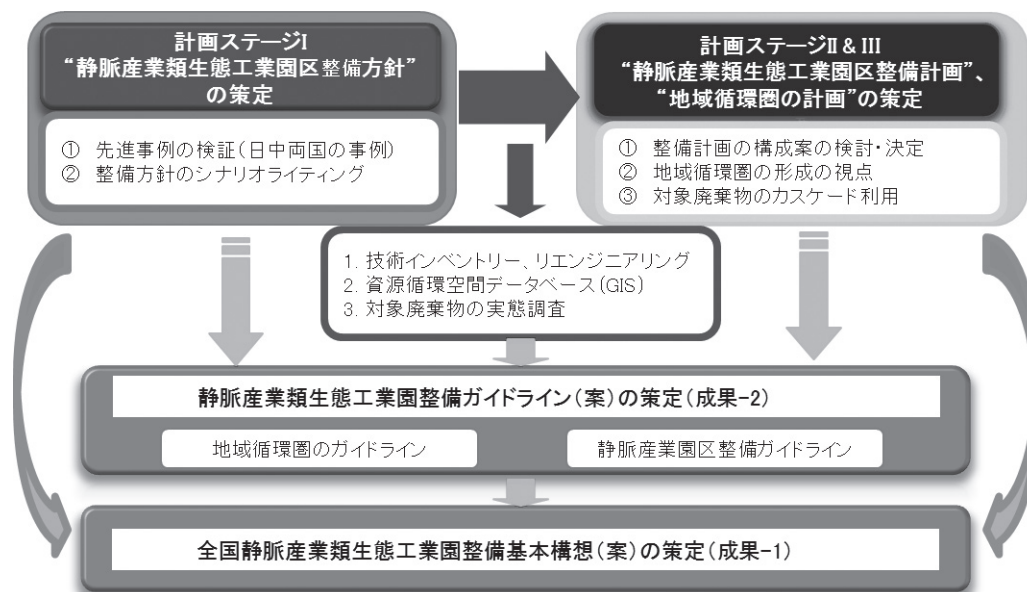 計画ステージI
“静脈産業類生態工業園区整備方針”
の策定
① 先進事例の検証(日中両国の事例)
② 整備方針のシナリオライティング
計画ステージII & III
“静脈産業類生態工業園区整備計画”、
“地域循環圏の計画”の策定
① 整備計画の構成案の検討・決定
② 地域循環圏の形成の視点
③ 対象廃棄物のカスケード利用
1. 技術インベントリー、リエンジニアリング
2. 資源循環空間データベース(GIS)
3. 対象廃棄物の実態調査
静脈産業類生態工業園整備ガイドライン(案)の策定(成果-2)
地域循環圏のガイドライン
静脈産業園区整備ガイドライン
全国静脈産業類生態工業園整備基本構想(案)の策定(成果-1)